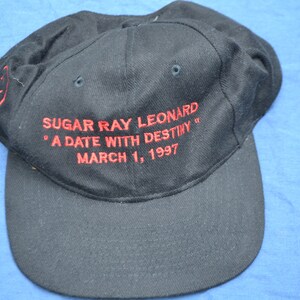 SUGAR RAY LEONARD
"A DATE WITH DESTINY"
MARCH 1, 1997